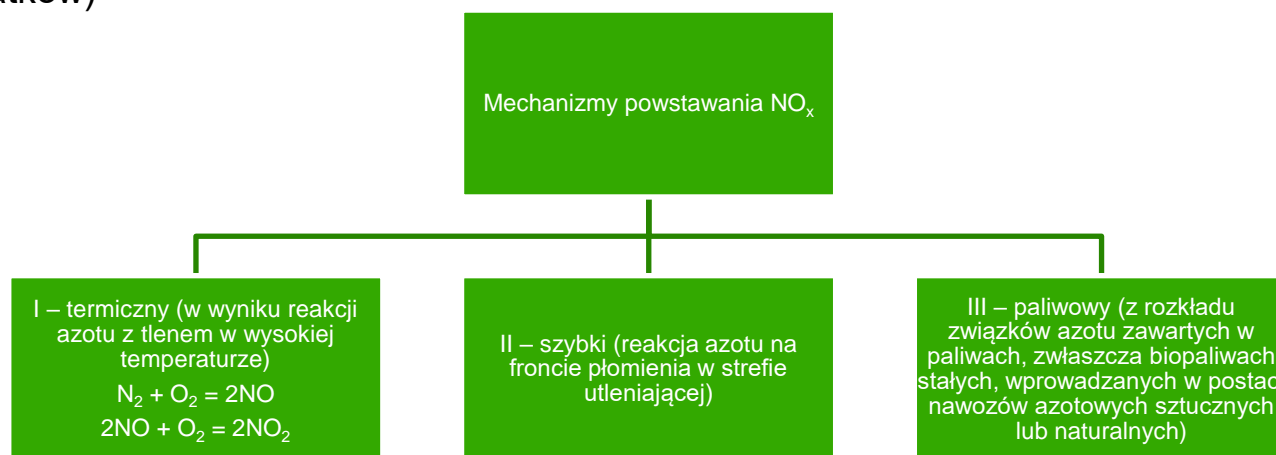 Mechanizmy powstawania NOₓ
I – termiczny (w wyniku reakcji
azotu z tlenem w wysokiej
temperaturze)
N₂ + O₂ = 2NO
2NO + O₂ = 2NO₂
II – szybki (reakcja azotu na
froncie płomienia w strefie
utleniającej)
III – paliwowy (z rozkładu
związków azotu zawartych w
paliwach, zwłaszcza biopaliwach
stałych, wprowadzanych w postaci
nawozów azotowych sztucznych
lub naturalnych)